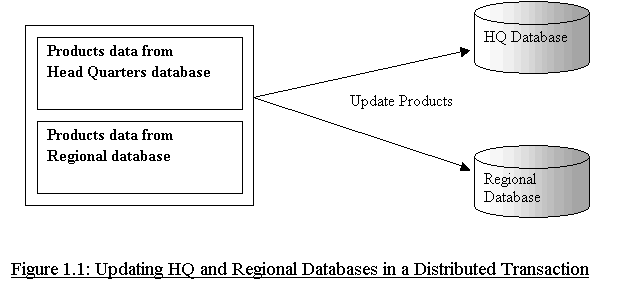 Products data from
Head Quarters database
Products data from
Regional database
Update Products
HQ Database
Regional
Database
Figure 1.1: Updating HQ and Regional Databases in a Distributed Transaction